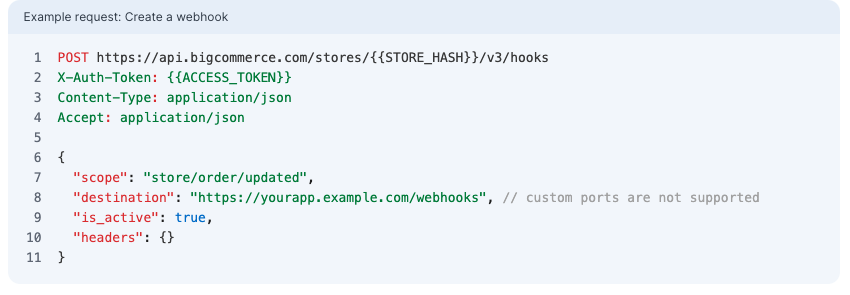 Example request: Create a webhook
1 POST https://api.bigcommerce.com/stores/{{STORE_HASH}}/v3/hooks
2 X-Auth-Token: {{ACCESS_TOKEN}}
3 Content-Type: application/json
4 Accept: application/json
5
6 {
7   "scope": "store/order/updated",
8   "destination": "https://yourapp.example.com/webhooks", // custom ports are not supported
9   "is_active": true,
10   "headers": {}
11 }